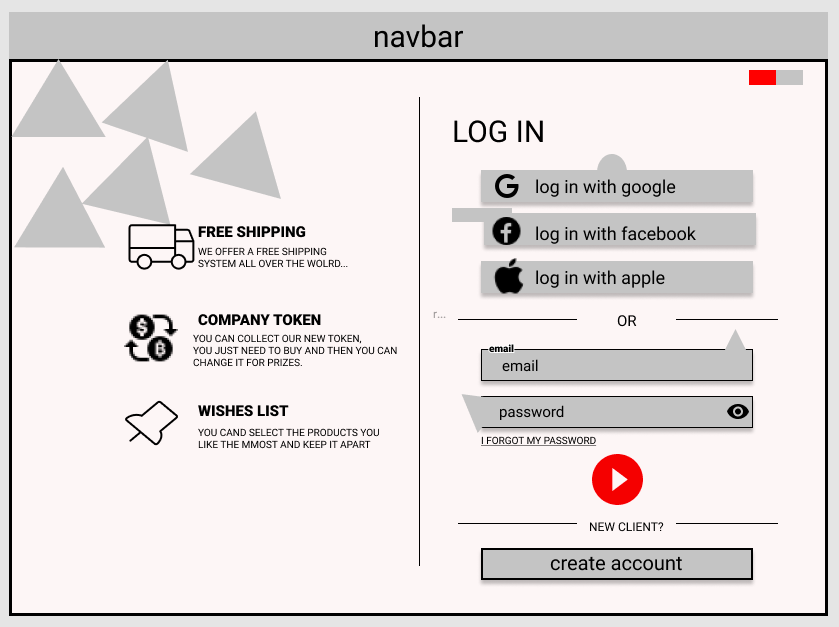 navbar
FREE SHIPPING
WE OFFER A FREE SHIPPING
SYSTEM ALL OVER THE WOLRD...
COMPANY TOKEN
YOU CAN COLLECT OUR NEW TOKEN,
YOU JUST NEED TO BUY AND THEN YOU CAN
CHANGE IT FOR PRIZES.
WISHES LIST
YOU CAND SELECT THE PRODUCTS YOU
LIKE THE MMOST AND KEEP IT APART
LOG IN
log in with google
log in with facebook
log in with apple
r...
OR
email
email
password
I FORGOT MY PASSWORD
NEW CLIENT?
create account